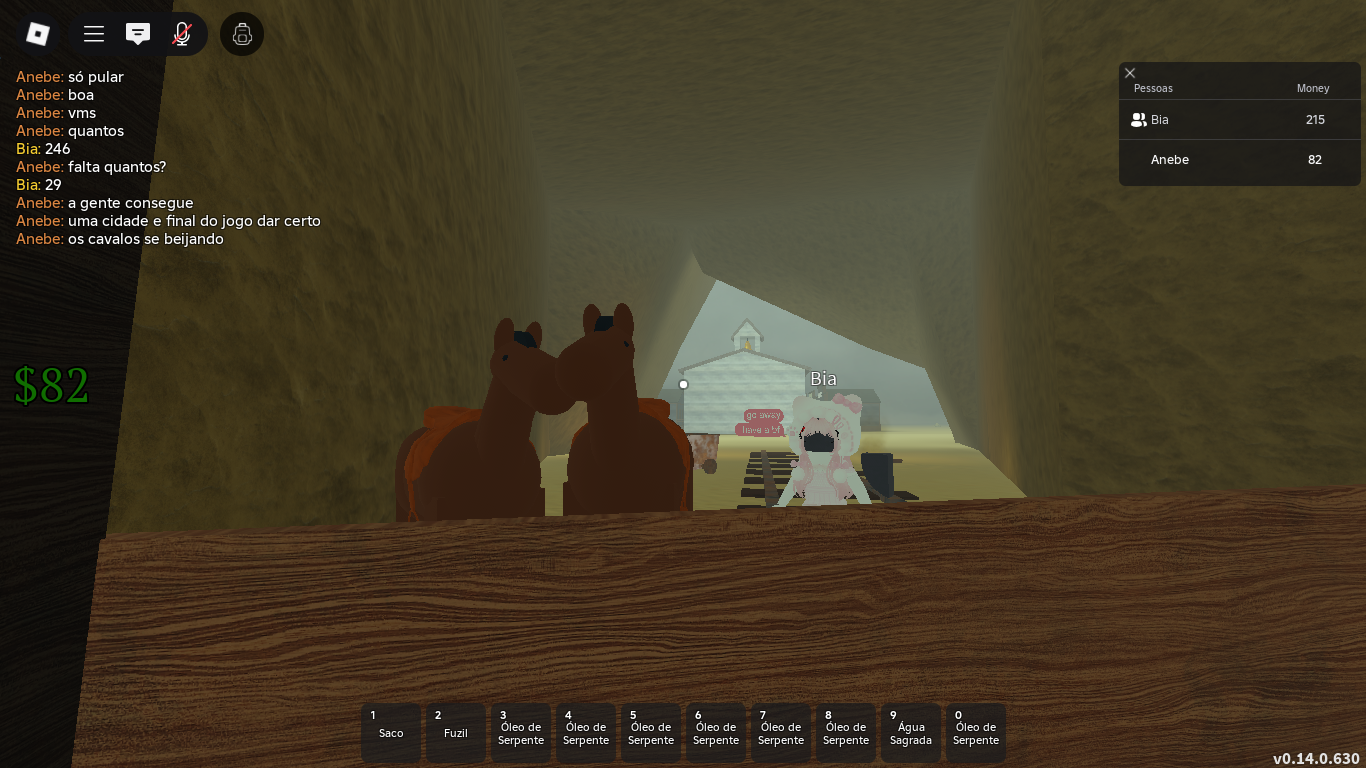 Anebe: só pular
Anebe: boa
Anebe: vms
Anebe: quantos
Bia: 246
Anebe: falta quantos?
Bia: 29
Anebe: a gente consegue
Anebe: uma cidade e final do jogo dar certo
Anebe: os cavalos se beijando
Pessoas Money
Bia 215
Anebe 82
$82
Bia
go away
have a bf
1 Saco
2 Fuzil
3 Óleo de
Serpente
4 Óleo de
Serpente
5 Óleo de
Serpente
6 Óleo de
Serpente
7 Óleo de
Serpente
8 Óleo de
Serpente
9 Água
Sagrada
0 Óleo de
Serpente
v0.14.0.630